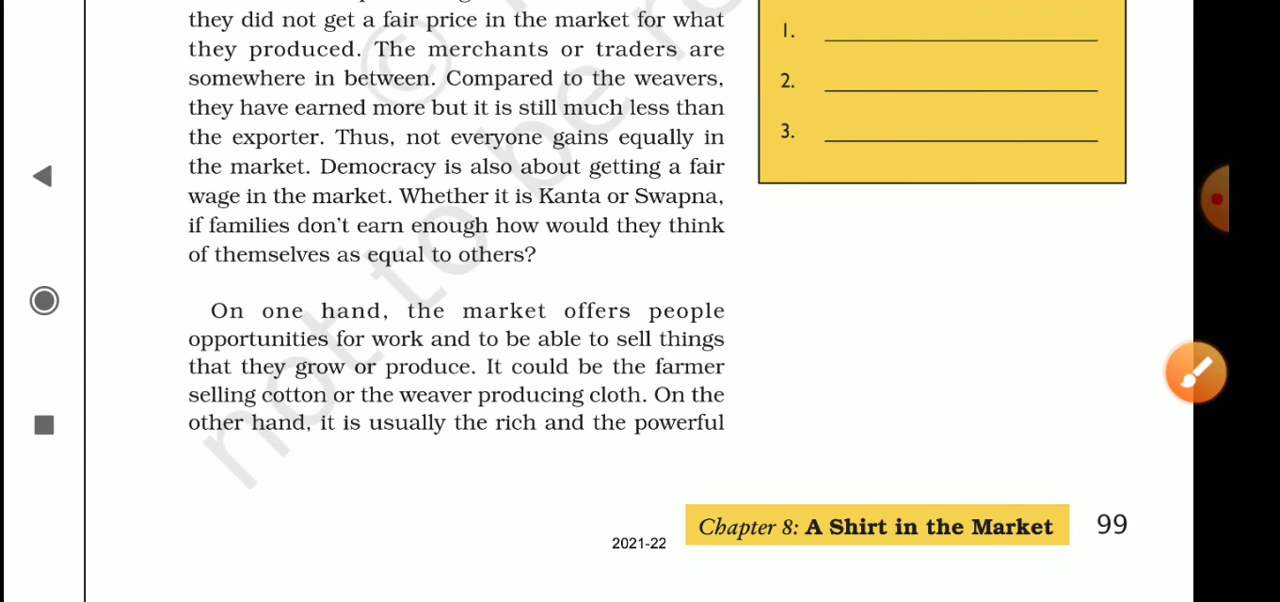 they did not get a fair price in the market for what
they produced. The merchants or traders are
somewhere in between. Compared to the weavers,
they have earned more but it is still much less than
the exporter. Thus, not everyone gains equally in
the market. Democracy is also about getting a fair
wage in the market. Whether it is Kanta or Swapna,
if families don't earn enough how would they think
of themselves as equal to others?
On one hand, the market offers people
opportunities for work and to be able to sell things
that they grow or produce. It could be the farmer
selling cotton or the weaver producing cloth. On the
other hand, it is usually the rich and the powerful
1.
2.
3.
Chapter 8: A Shirt in the Market 99
2021-22
©
not to be